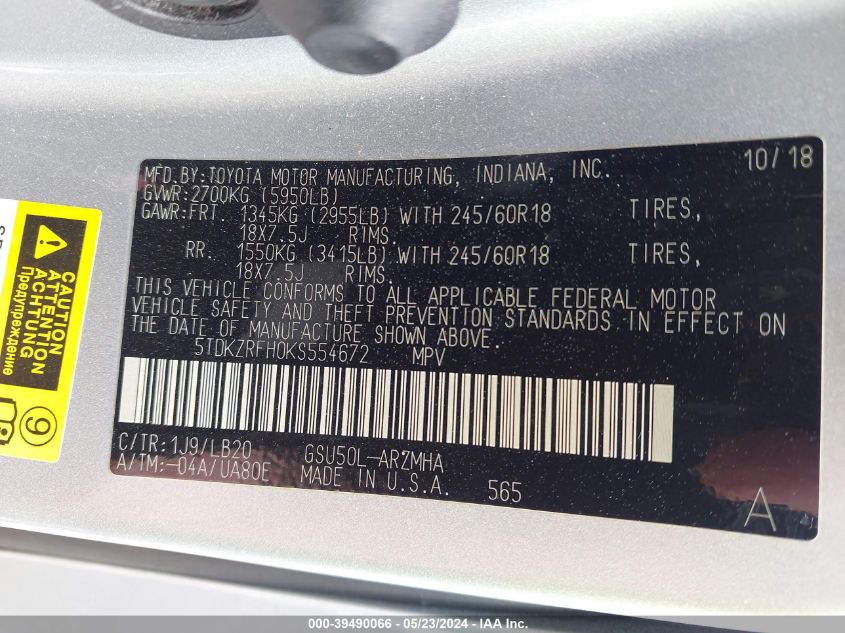 MFD.BY:TOYOTA MOTOR MANUFACTURING, INDIANA, INC. 10/18
GVWR:2700KG (5950LB)
GAWR:FRT 1345KG (2955LB) WITH 245/60R18 TIRES,
18X7.5J RIMS.
RR. 1550KG (3415LB) WITH 245/60R18 TIRES,
18X7.5J RIMS.
THIS VEHICLE CONFORMS TO ALL APPLICABLE FEDERAL MOTOR
VEHICLE SAFETY AND THEFT PREVENTION STANDARDS IN EFFECT ON
THE DATE OF MANUFACTURE SHOWN ABOVE.
5TDKZRFH0KS554672 MPV
C/TR:1J9/LB20 GSU50L-ARZMHA
A/TM:-04A/UA80E MADE IN U.S.A. 565
A
CAUTION
ATTENTION
ACHTUNG
Предупреждение
9
000-39490066 - 05/23/2024 - IAA Inc.